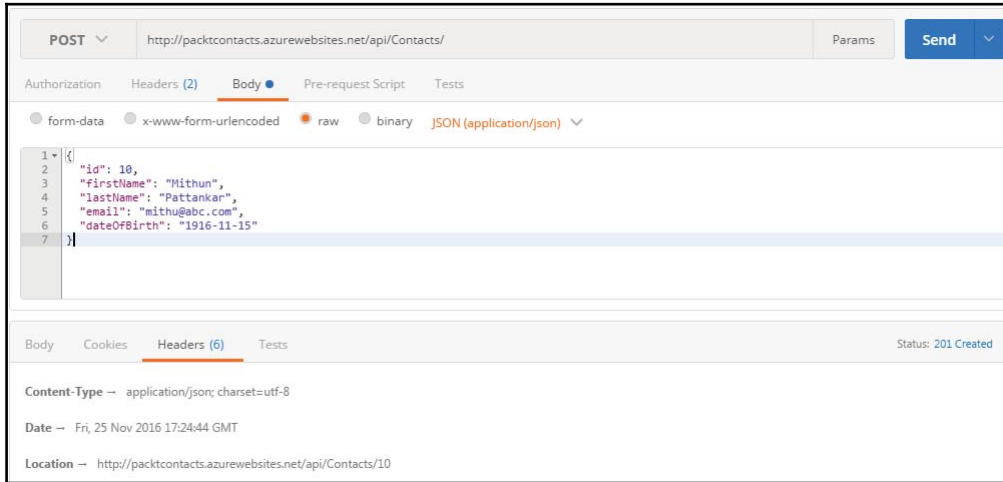 POST http://packtcontacts.azurewebsites.net/api/Contacts/ Params Send
Authorization Headers (2) Body Pre-request Script Tests
form-data x-www-form-urlencoded raw binary JSON (application/json)
1 {
2 "id": 10,
3 "firstName": "Mithun",
4 "lastName": "Pattankar",
5 "email": "mithu@abc.com",
6 "dateOfBirth": "1916-11-15"
7 }
Body Cookies Headers (6) Tests Status: 201 Created
Content-Type → application/json; charset=utf-8
Date → Fri, 25 Nov 2016 17:24:44 GMT
Location → http://packtcontacts.azurewebsites.net/api/Contacts/10